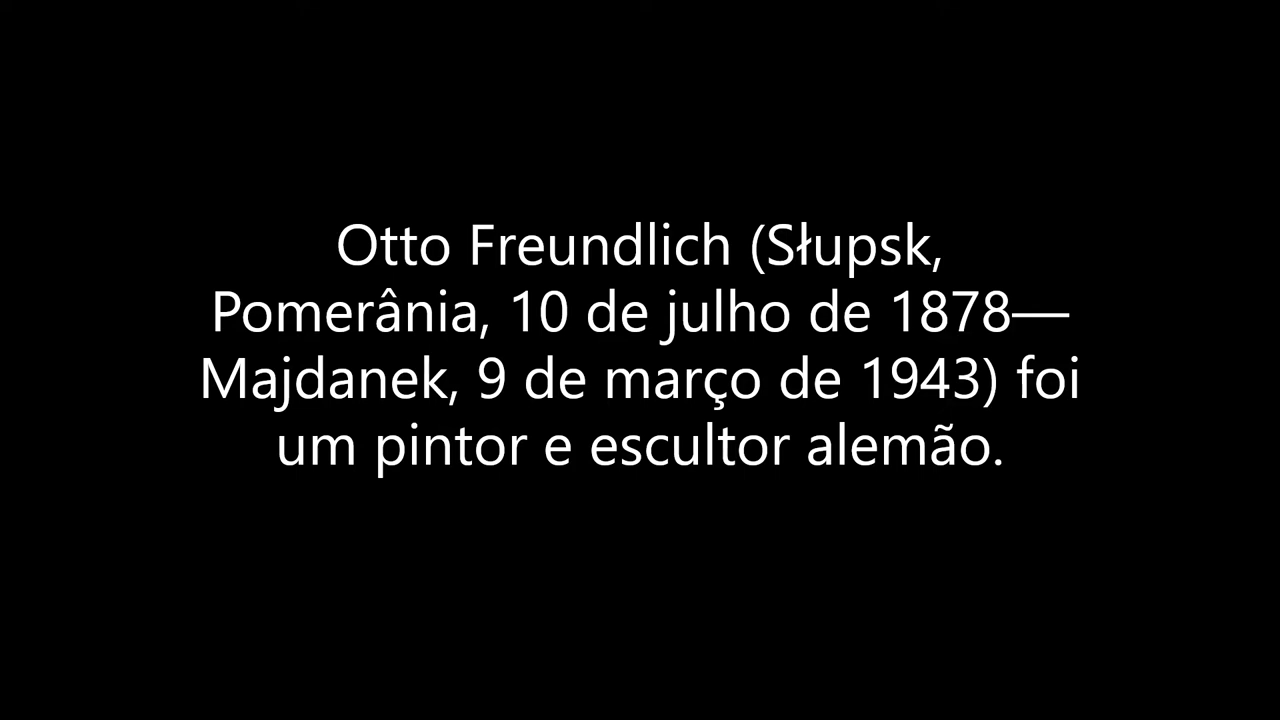 Otto Freundlich (Słupsk,
Pomerânia, 10 de julho de 1878—
Majdanek, 9 de março de 1943) foi
um pintor e escultor alemão.